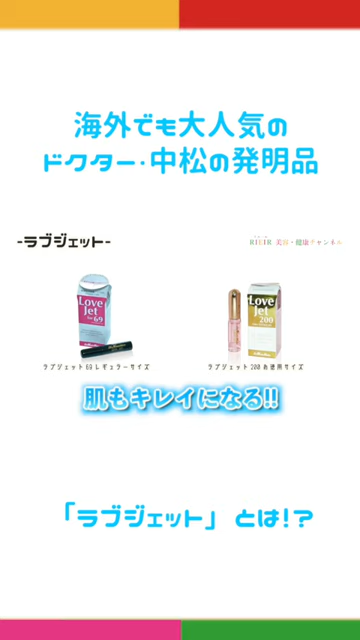 海外でも大人気の
ドクター・中松の発明品
-ラブジェット-
RIRIR 美容・健康チャンネル
Love
Jet
for 69
Love
Jet
200
ラブジェット69レギュラーサイズ
ラブジェット200お徳用サイズ
肌もキレイになる!!
「ラブジェット」とは!?